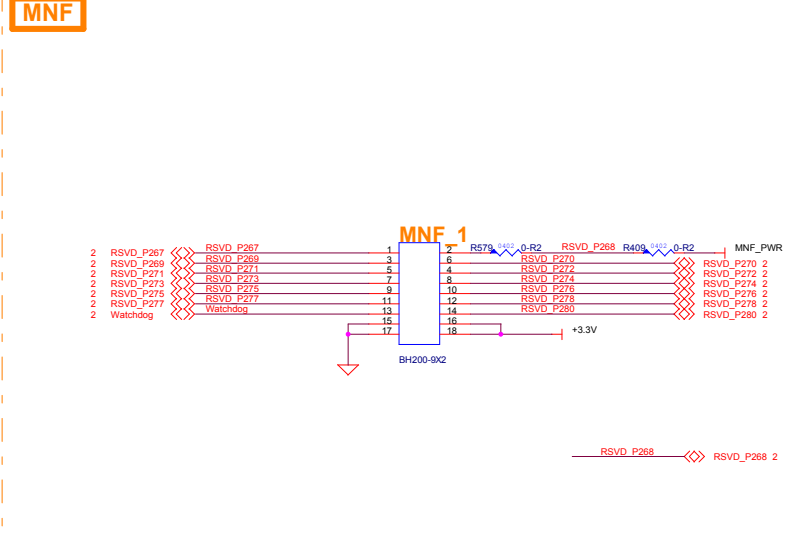 MNF
MNF_1
2 RSVD_P267 RSVD_P267 1 2 R579 0402 0-R2 RSVD_P268 R409 0402 0-R2 MNF_PWR
2 RSVD_P269 RSVD_P269 3 6 RSVD_P270 RSVD_P270 2
2 RSVD_P271 RSVD_P271 5 4 RSVD_P272 RSVD_P272 2
2 RSVD_P273 RSVD_P273 7 8 RSVD_P274 RSVD_P274 2
2 RSVD_P275 RSVD_P275 9 10 RSVD_P276 RSVD_P276 2
2 RSVD_P277 RSVD_P277 11 12 RSVD_P278 RSVD_P278 2
2 Watchdog Watchdog 13 14 RSVD_P280 RSVD_P280 2
15 16
17 18 +3.3V
BH200-9X2
RSVD_P268 RSVD_P268 2